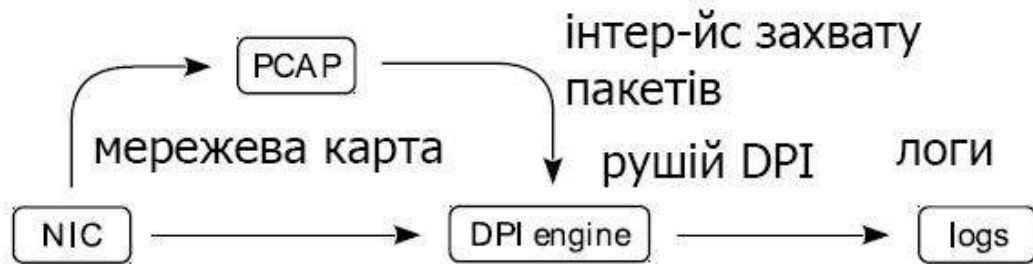 інтер-йс захвату
PCAP
пакетів
мережева карта
рушій DPI
логи
NIC
DPI engine
logs